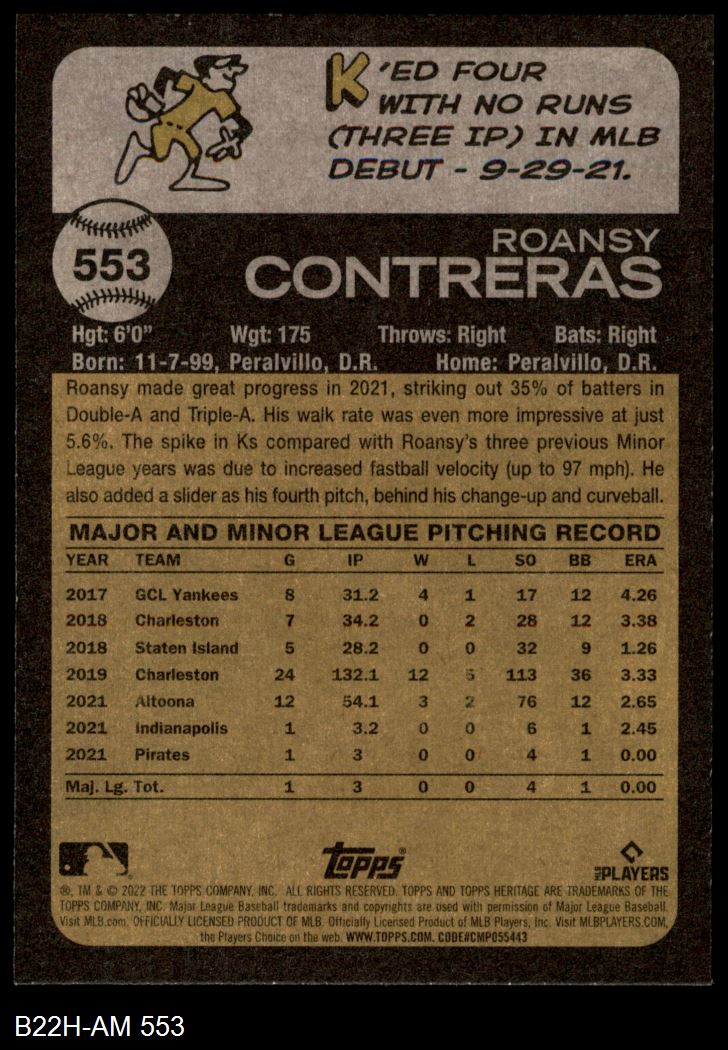 K'ED FOUR
WITH NO RUNS
(THREE IP) IN MLB
DEBUT - 9-29-21.
553
ROANSY
CONTRERAS
Hgt: 6'0" Wgt: 175 Throws: Right Bats: Right
Born: 11-7-99, Peralvillo, D.R. Home: Peralvillo, D.R.
Roansy made great progress in 2021, striking out 35% of batters in
Double-A and Triple-A. His walk rate was even more impressive at just
5.6%. The spike in Ks compared with Roansy's three previous Minor
League years was due to increased fastball velocity (up to 97 mph). He
also added a slider as his fourth pitch, behind his change-up and curveball.
MAJOR AND MINOR LEAGUE PITCHING RECORD
YEAR TEAM G IP W L SO BB ERA
2017 GCL Yankees 8 31.2 4 1 17 12 4.26
2018 Charleston 7 34.2 0 2 28 12 3.38
2018 Staten Island 5 28.2 0 0 32 9 1.26
2019 Charleston 24 132.1 12 5 113 36 3.33
2021 Altoona 12 54.1 3 2 76 12 2.65
2021 Indianapolis 1 3.2 0 0 6 1 2.45
2021 Pirates 1 3 0 0 4 1 0.00
Maj. Lg. Tot. 1 3 0 0 4 1 0.00
topps®
MLB PLAYERS
®, TM & © 2022 THE TOPPS COMPANY, INC. ALL RIGHTS RESERVED. TOPPS AND TOPPS HERITAGE ARE TRADEMARKS OF THE
TOPPS COMPANY, INC. Major League Baseball trademarks and copyrights are used with permission of Major League Baseball.
Visit MLB.com. OFFICIALLY LICENSED PRODUCT OF MLB. Officially Licensed Product of MLB Players, Inc. Visit MLBPLAYERS.COM,
the Players Choice on the web. WWW.TOPPS.COM. CODE#CMP055443
B22H-AM 553